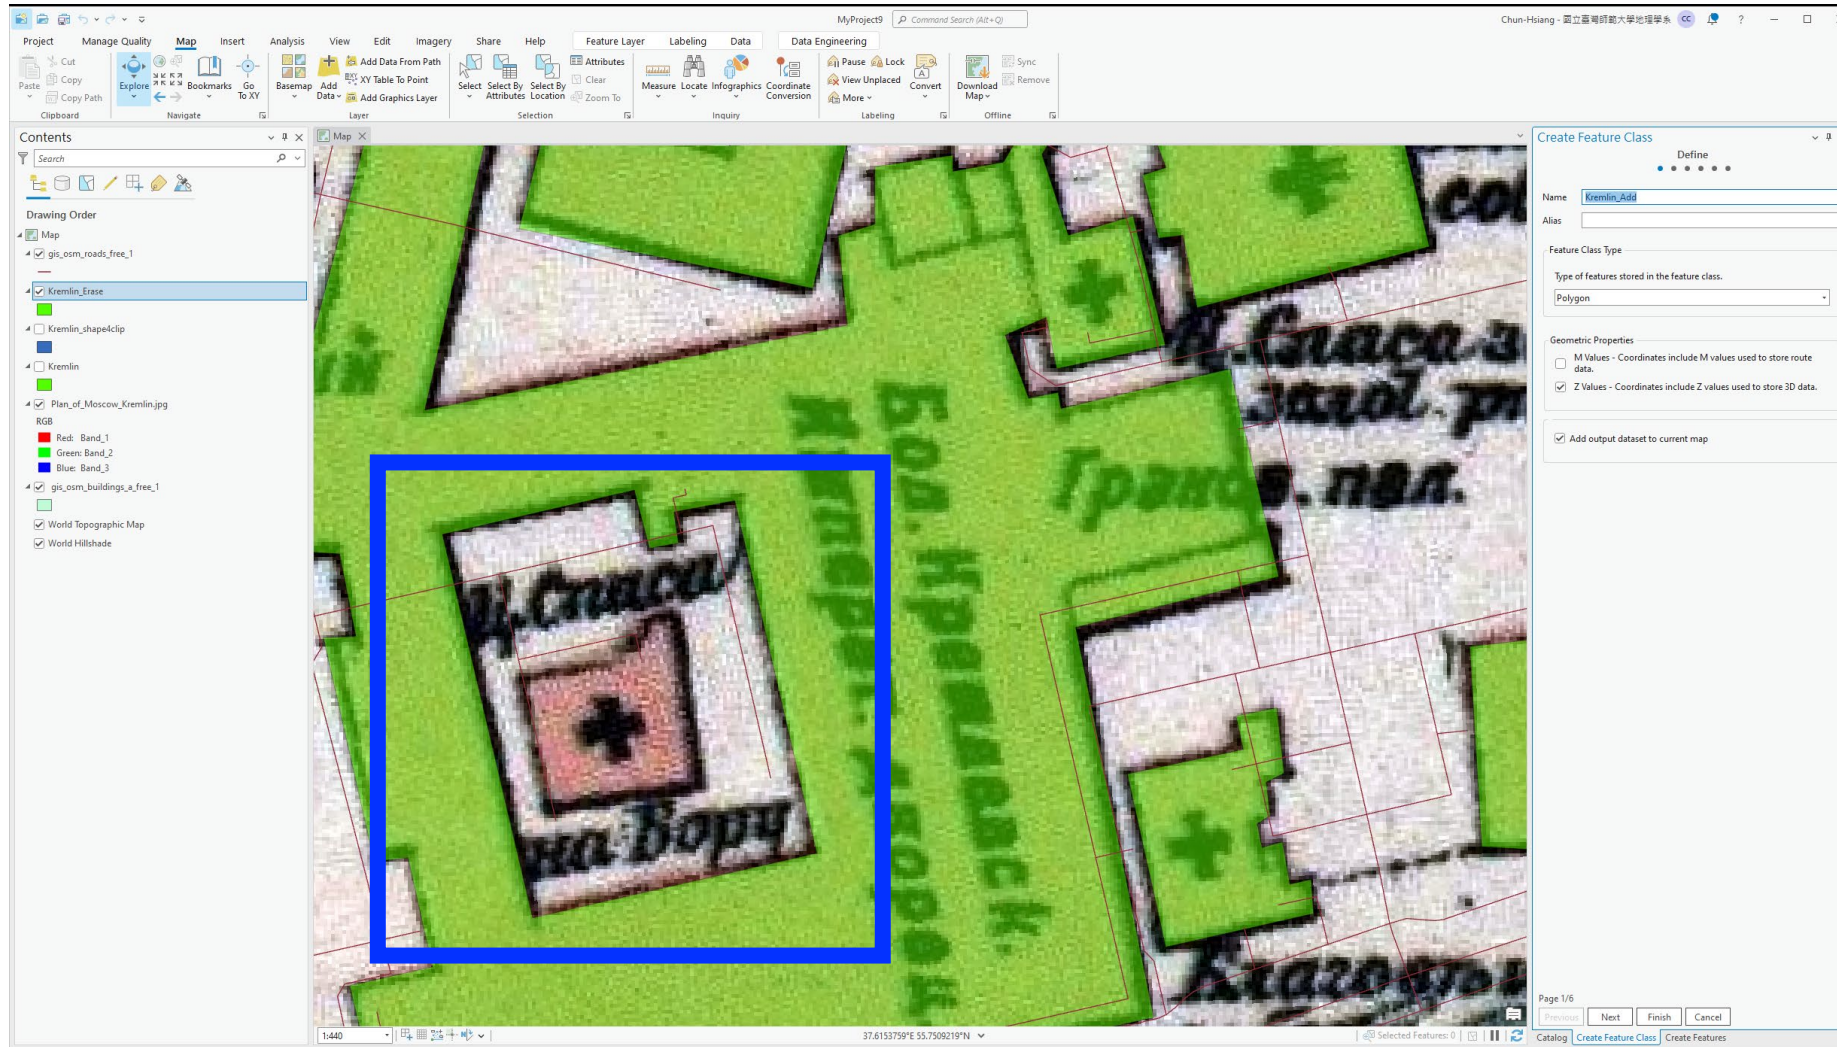 MyProject9
Command Search (Alt+Q)
Chun-Hsiang - 國立臺灣師範大學地理學系
CC
?
Project Manage Quality Map Insert Analysis View Edit Imagery Share Help Feature Layer Labeling Data Data Engineering
Paste
Cut
Copy
Copy Path
Clipboard
Explore
Bookmarks
Go To XY
Navigate
Basemap
Add Data
Add Data From Path
XY Table To Point
Add Graphics Layer
Layer
Select
Select By Attributes
Select By Location
Attributes
Clear
Zoom To
Selection
Measure
Locate
Infographics
Coordinate Conversion
Inquiry
Pause
Lock
View Unplaced
More
Convert
Labeling
Download Map
Sync
Remove
Offline
Contents
Search
Drawing Order
Map
gis_osm_roads_free_1
Kremlin_Erase
Kremlin_shape4clip
Kremlin
Plan_of_Moscow_Kremlin.jpg
RGB
Red: Band_1
Green: Band_2
Blue: Band_3
gis_osm_buildings_a_free_1
World Topographic Map
World Hillshade
Map
Бол. Кремлевск.
на Бору
1:440
37.6153759°E 55.7509219°N
Selected Features: 0
Create Feature Class
Define
Name Kremlin_Add
Alias
Feature Class Type
Type of features stored in the feature class.
Polygon
Geometric Properties
M Values - Coordinates include M values used to store route
data.
Z Values - Coordinates include Z values used to store 3D data.
Add output dataset to current map
Page 1/6
Previous Next Finish Cancel
Catalog Create Feature Class Create Features